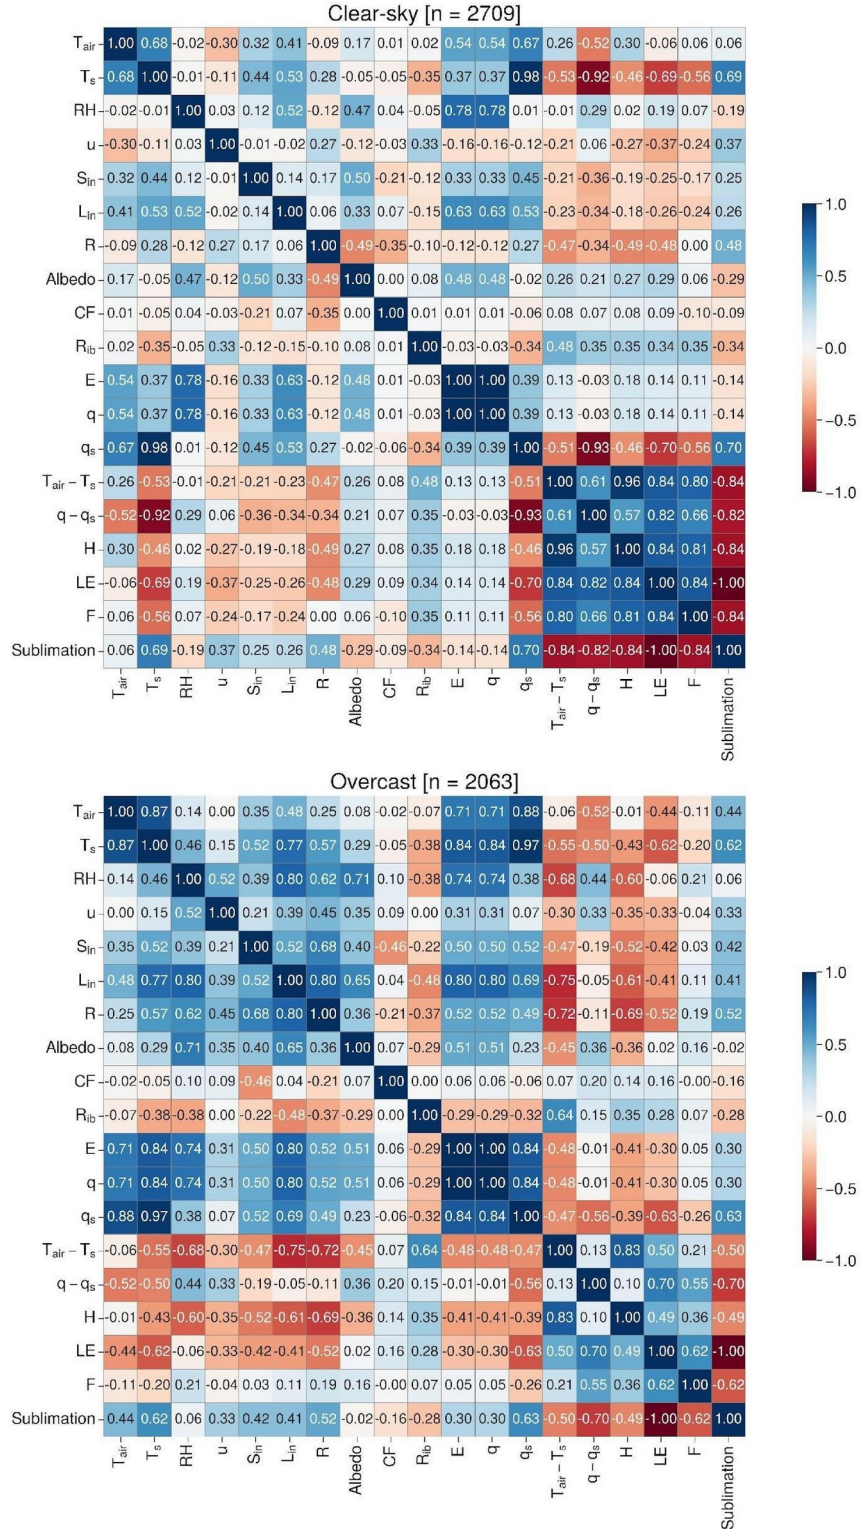 Clear-sky [n = 2709]
T_air 1.00 0.68 -0.02 -0.30 0.32 0.41 -0.09 0.17 0.01 0.02 0.54 0.54 0.67 0.26 -0.52 0.30 -0.06 0.06 0.06
T_s 0.68 1.00 -0.01 -0.11 0.44 0.53 0.28 -0.05 -0.05 -0.35 0.37 0.37 0.98 -0.53 -0.92 -0.46 -0.69 -0.56 0.69
RH -0.02 -0.01 1.00 0.03 0.12 0.52 -0.12 0.47 0.04 -0.05 0.78 0.78 0.01 -0.01 0.29 0.02 0.19 0.07 -0.19
u -0.30 -0.11 0.03 1.00 -0.01 -0.02 0.27 -0.12 -0.03 0.33 -0.16 -0.16 -0.12 -0.21 0.06 -0.27 -0.37 -0.24 0.37
S_in 0.32 0.44 0.12 -0.01 1.00 0.14 0.17 0.50 -0.21 -0.12 0.33 0.33 0.45 -0.21 -0.36 -0.19 -0.25 -0.17 0.25
L_in 0.41 0.53 0.52 -0.02 0.14 1.00 0.06 0.33 0.07 -0.15 0.63 0.63 0.53 -0.23 -0.34 -0.18 -0.26 -0.24 0.26
R -0.09 0.28 -0.12 0.27 0.17 0.06 1.00 -0.49 -0.35 -0.10 -0.12 -0.12 0.27 -0.47 -0.34 -0.49 -0.48 0.00 0.48
Albedo 0.17 -0.05 0.47 -0.12 0.50 0.33 -0.49 1.00 0.00 0.08 0.48 0.48 -0.02 0.26 0.21 0.27 0.29 0.06 -0.29
CF 0.01 -0.05 0.04 -0.03 -0.21 0.07 -0.35 0.00 1.00 0.01 0.01 0.01 -0.06 0.08 0.07 0.08 0.09 -0.10 -0.09
R_ib 0.02 -0.35 -0.05 0.33 -0.12 -0.15 -0.10 0.08 0.01 1.00 -0.03 -0.03 -0.34 0.48 0.35 0.35 0.34 0.35 -0.34
E 0.54 0.37 0.78 -0.16 0.33 0.63 -0.12 0.48 0.01 -0.03 1.00 1.00 0.39 0.13 -0.03 0.18 0.14 0.11 -0.14
q 0.54 0.37 0.78 -0.16 0.33 0.63 -0.12 0.48 0.01 -0.03 1.00 1.00 0.39 0.13 -0.03 0.18 0.14 0.11 -0.14
q_s 0.67 0.98 0.01 -0.12 0.45 0.53 0.27 -0.02 -0.06 -0.34 0.39 0.39 1.00 -0.51 -0.93 -0.46 -0.70 -0.56 0.70
T_air − T_s 0.26 -0.53 -0.01 -0.21 -0.21 -0.23 -0.47 0.26 0.08 0.48 0.13 0.13 -0.51 1.00 0.61 0.96 0.84 0.80 -0.84
q − q_s -0.52 -0.92 0.29 0.06 -0.36 -0.34 -0.34 0.21 0.07 0.35 -0.03 -0.03 -0.93 0.61 1.00 0.57 0.82 0.66 -0.82
H 0.30 -0.46 0.02 -0.27 -0.19 -0.18 -0.49 0.27 0.08 0.35 0.18 0.18 -0.46 0.96 0.57 1.00 0.84 0.81 -0.84
LE -0.06 -0.69 0.19 -0.37 -0.25 -0.26 -0.48 0.29 0.09 0.34 0.14 0.14 -0.70 0.84 0.82 0.84 1.00 0.84 -1.00
F 0.06 -0.56 0.07 -0.24 -0.17 -0.24 0.00 0.06 -0.10 0.35 0.11 0.11 -0.56 0.80 0.66 0.81 0.84 1.00 -0.84
Sublimation 0.06 0.69 -0.19 0.37 0.25 0.26 0.48 -0.29 -0.09 -0.34 -0.14 -0.14 0.70 -0.84 -0.82 -0.84 -1.00 -0.84 1.00
T_air T_s RH u S_in L_in R Albedo CF R_ib E q q_s T_air − T_s q − q_s H LE F Sublimation
1.0
0.5
0.0
−0.5
−1.0
Overcast [n = 2063]
T_air 1.00 0.87 0.14 0.00 0.35 0.48 0.25 0.08 -0.02 -0.07 0.71 0.71 0.88 -0.06 -0.52 -0.01 -0.44 -0.11 0.44
T_s 0.87 1.00 0.46 0.15 0.52 0.77 0.57 0.29 -0.05 -0.38 0.84 0.84 0.97 -0.55 -0.50 -0.43 -0.62 -0.20 0.62
RH 0.14 0.46 1.00 0.52 0.39 0.80 0.62 0.71 0.10 -0.38 0.74 0.74 0.38 -0.68 0.44 -0.60 -0.06 0.21 0.06
u 0.00 0.15 0.52 1.00 0.21 0.39 0.45 0.35 0.09 0.00 0.31 0.31 0.07 -0.30 0.33 -0.35 -0.33 -0.04 0.33
S_in 0.35 0.52 0.39 0.21 1.00 0.52 0.68 0.40 -0.46 -0.22 0.50 0.50 0.52 -0.47 -0.19 -0.52 -0.42 0.03 0.42
L_in 0.48 0.77 0.80 0.39 0.52 1.00 0.80 0.65 0.04 -0.48 0.80 0.80 0.69 -0.75 -0.05 -0.61 -0.41 0.11 0.41
R 0.25 0.57 0.62 0.45 0.68 0.80 1.00 0.36 -0.21 -0.37 0.52 0.52 0.49 -0.72 -0.11 -0.69 -0.52 0.19 0.52
Albedo 0.08 0.29 0.71 0.35 0.40 0.65 0.36 1.00 0.07 -0.29 0.51 0.51 0.23 -0.45 0.36 -0.36 0.02 0.16 -0.02
CF -0.02 -0.05 0.10 0.09 -0.46 0.04 -0.21 0.07 1.00 0.00 0.06 0.06 -0.06 0.07 0.20 0.14 0.16 -0.00 -0.16
R_ib -0.07 -0.38 -0.38 0.00 -0.22 -0.48 -0.37 -0.29 0.00 1.00 -0.29 -0.29 -0.32 0.64 0.15 0.35 0.28 0.07 -0.28
E 0.71 0.84 0.74 0.31 0.50 0.80 0.52 0.51 0.06 -0.29 1.00 1.00 0.84 -0.48 -0.01 -0.41 -0.30 0.05 0.30
q 0.71 0.84 0.74 0.31 0.50 0.80 0.52 0.51 0.06 -0.29 1.00 1.00 0.84 -0.48 -0.01 -0.41 -0.30 0.05 0.30
q_s 0.88 0.97 0.38 0.07 0.52 0.69 0.49 0.23 -0.06 -0.32 0.84 0.84 1.00 -0.47 -0.56 -0.39 -0.63 -0.26 0.63
T_air − T_s -0.06 -0.55 -0.68 -0.30 -0.47 -0.75 -0.72 -0.45 0.07 0.64 -0.48 -0.48 -0.47 1.00 0.13 0.83 0.50 0.21 -0.50
q − q_s -0.52 -0.50 0.44 0.33 -0.19 -0.05 -0.11 0.36 0.20 0.15 -0.01 -0.01 -0.56 0.13 1.00 0.10 0.70 0.55 -0.70
H -0.01 -0.43 -0.60 -0.35 -0.52 -0.61 -0.69 -0.36 0.14 0.35 -0.41 -0.41 -0.39 0.83 0.10 1.00 0.49 0.36 -0.49
LE -0.44 -0.62 -0.06 -0.33 -0.42 -0.41 -0.52 0.02 0.16 0.28 -0.30 -0.30 -0.63 0.50 0.70 0.49 1.00 0.62 -1.00
F -0.11 -0.20 0.21 -0.04 0.03 0.11 0.19 0.16 -0.00 0.07 0.05 0.05 -0.26 0.21 0.55 0.36 0.62 1.00 -0.62
Sublimation 0.44 0.62 0.06 0.33 0.42 0.41 0.52 -0.02 -0.16 -0.28 0.30 0.30 0.63 -0.50 -0.70 -0.49 -1.00 -0.62 1.00
T_air T_s RH u S_in L_in R Albedo CF R_ib E q q_s T_air − T_s q − q_s H LE F Sublimation
1.0
0.5
0.0
−0.5
−1.0